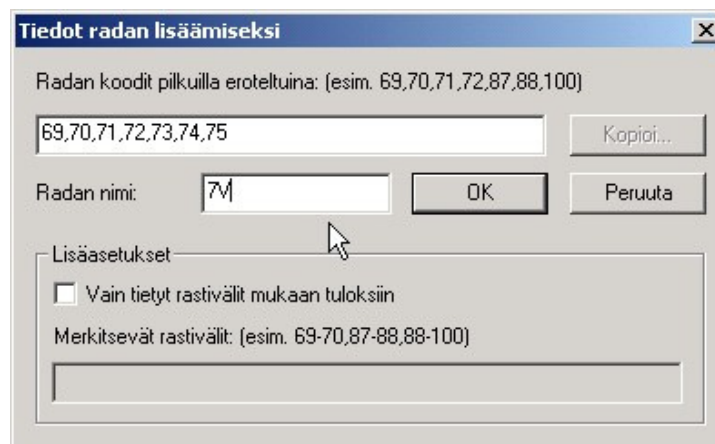 Tiedot radan lisäämiseksi
Radan koodit pilkuilla eroteltuina: (esim. 69,70,71,72,87,88,100)
69,70,71,72,73,74,75
Kopioi...
Radan nimi:
7V
OK
Peruuta
Lisäasetukset
Vain tietyt rastivälit mukaan tuloksiin
Merkitsevät rastivälit: (esim. 69-70,87-88,88-100)